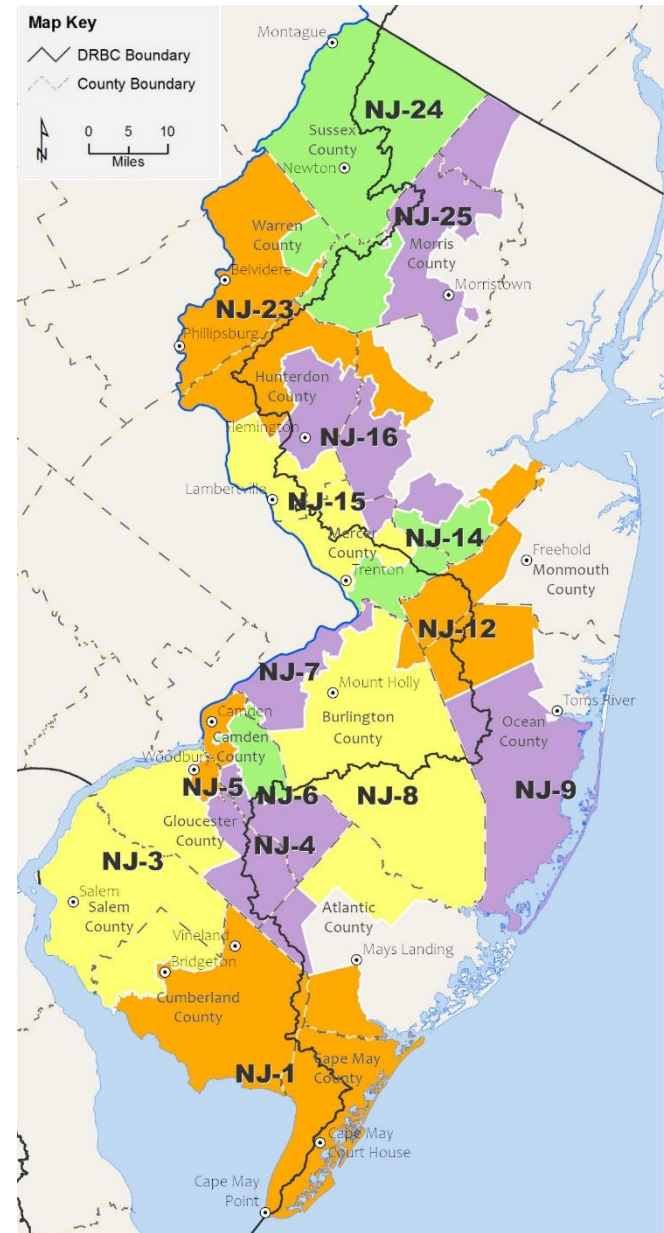 Map Key
DRBC Boundary
County Boundary
N
0 5 10
Miles
Montague
NJ-24
Sussex
County
Newton
NJ-25
Warren
County
Morris
County
Belvidere
Morristown
NJ-23
Phillipsburg
Hunterdon
County
Flemington
NJ-16
Lambertville
NJ-15
Mercer
County
NJ-14
Freehold
Monmouth
County
Trenton
NJ-12
NJ-7
Mount Holly
Camden
Burlington
County
Toms River
Ocean
County
Camden
County
Woodbury
NJ-5
NJ-6
NJ-8
NJ-9
Gloucester
County
NJ-4
NJ-3
Salem
Salem
County
Atlantic
County
Vineland
Mays Landing
Bridgeton
Cumberland
County
NJ-1
Cape May
County
Cape May
Court House
Cape May
Point